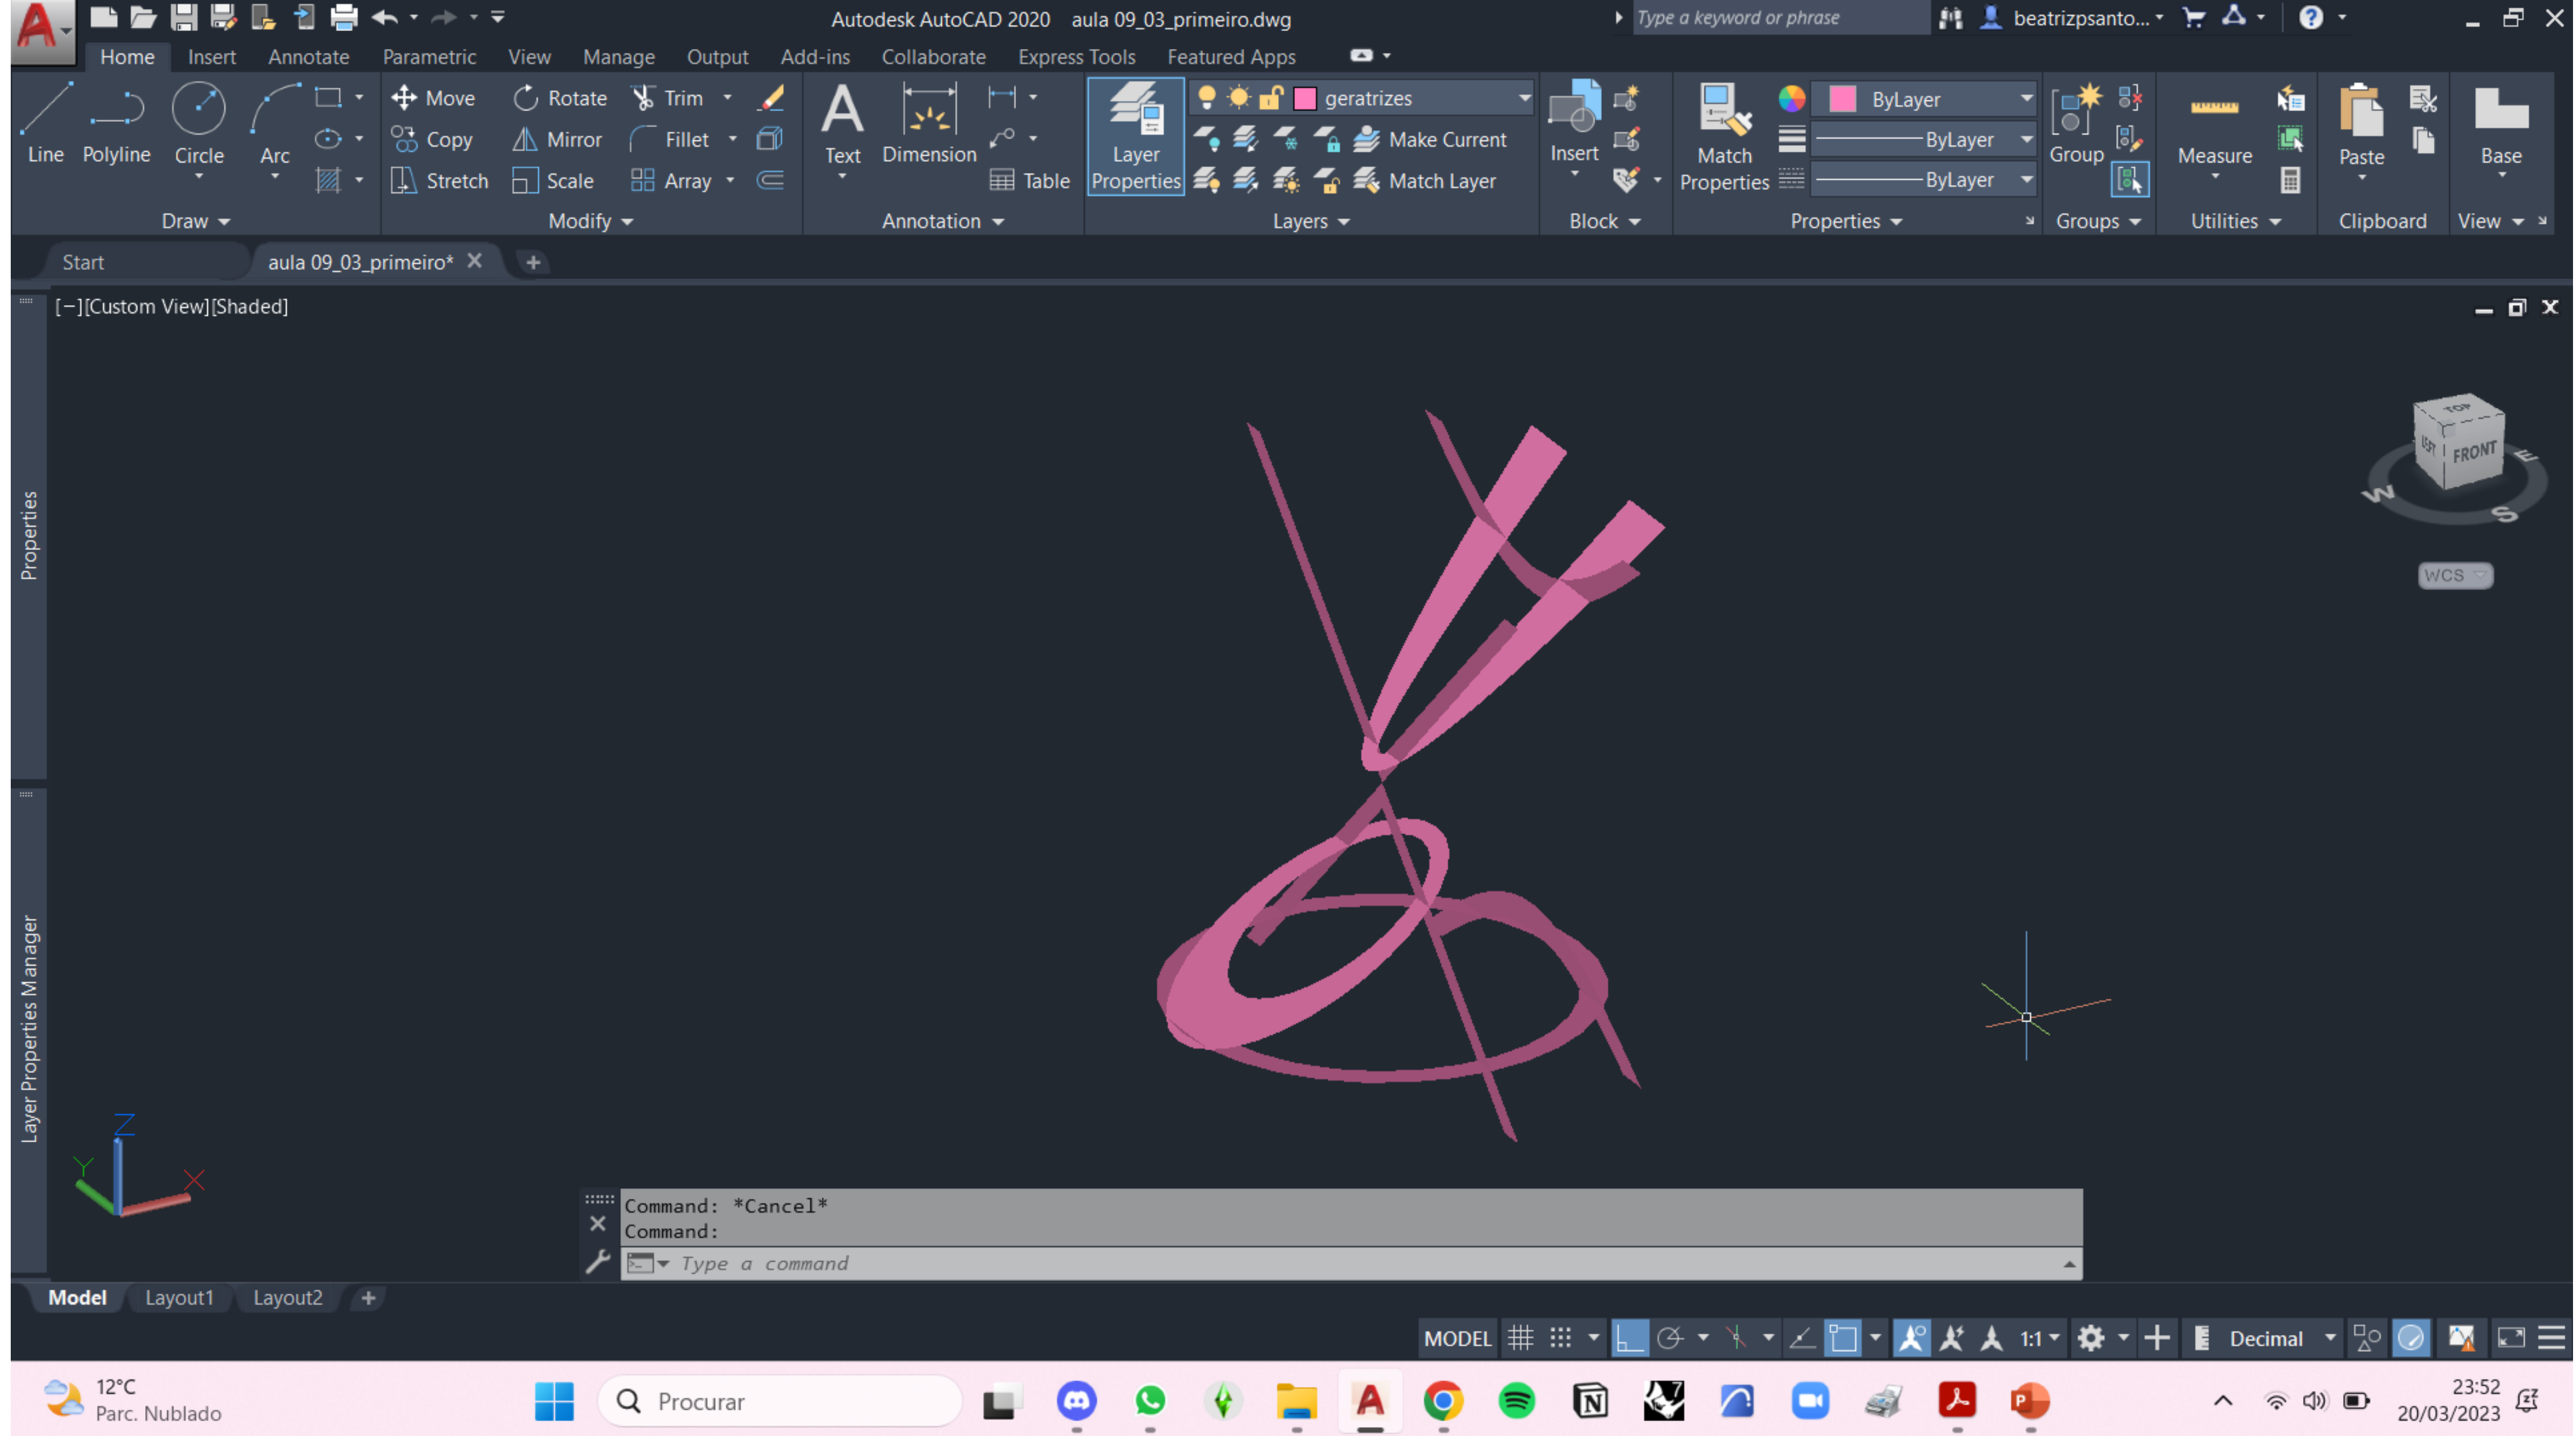 Autodesk AutoCAD 2020 aula 09_03_primeiro.dwg
Type a keyword or phrase
beatrizpsanto...
Home Insert Annotate Parametric View Manage Output Add-ins Collaborate Express Tools Featured Apps
Line Polyline Circle Arc
Move Rotate Trim
Copy Mirror Fillet
Stretch Scale Array
Text Dimension
Table
Layer Properties
geratrizes
Make Current
Match Layer
Insert
Match Properties
ByLayer
ByLayer
ByLayer
Group
Measure
Paste
Base
Draw Modify Annotation Layers Block Properties Groups Utilities Clipboard View
Start aula 09_03_primeiro*
[−][Custom View][Shaded]
TOP
LEFT FRONT
W S E
WCS
Properties
Layer Properties Manager
Z
Y X
Command: *Cancel*
Command:
Type a command
Model Layout1 Layout2
MODEL 1:1 Decimal
12°C
Parc. Nublado
Procurar
23:52
20/03/2023